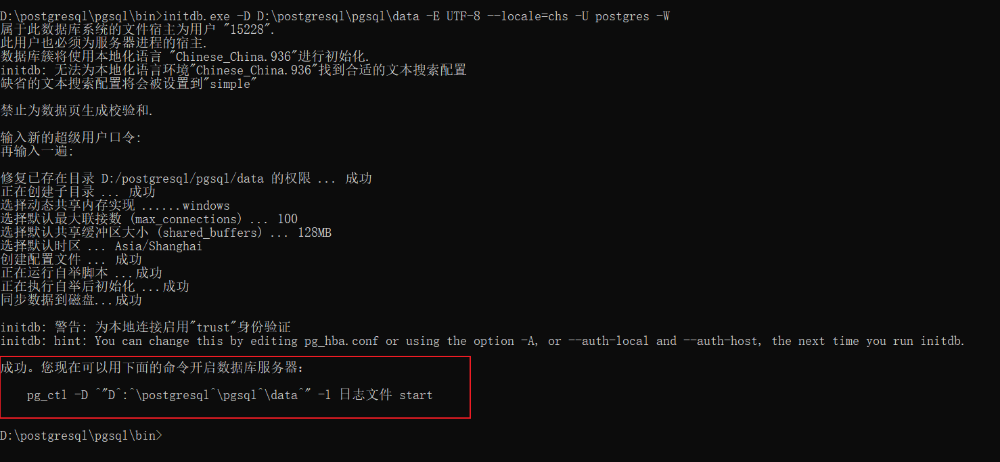 D:\postgresql\pgsql\bin>initdb.exe -D D:\postgresql\pgsql\data -E UTF-8 --locale=chs -U postgres -W
属于此数据库系统的文件宿主为用户 "15228".
此用户也必须为服务器进程的宿主.
数据库簇将使用本地化语言 "Chinese_China.936"进行初始化.
initdb: 无法为本地化语言环境"Chinese_China.936"找到合适的文本搜索配置
缺省的文本搜索配置将会被设置到"simple"
禁止为数据页生成校验和.
输入新的超级用户口令:
再输入一遍:
修复已存在目录 D:/postgresql/pgsql/data 的权限 ... 成功
正在创建子目录 ... 成功
选择动态共享内存实现 ......windows
选择默认最大联接数 (max_connections) ... 100
选择默认共享缓冲区大小 (shared_buffers) ... 128MB
选择默认时区 ... Asia/Shanghai
创建配置文件 ... 成功
正在运行自举脚本 ...成功
正在执行自举后初始化 ...成功
同步数据到磁盘...成功
initdb: 警告: 为本地连接启用"trust"身份验证
initdb: hint: You can change this by editing pg_hba.conf or using the option -A, or --auth-local and --auth-host, the next time you run initdb.
成功。您现在可以用下面的命令开启数据库服务器：
pg_ctl -D ^"D^:^\postgresql^\pgsql^\data^" -l 日志文件 start
D:\postgresql\pgsql\bin>